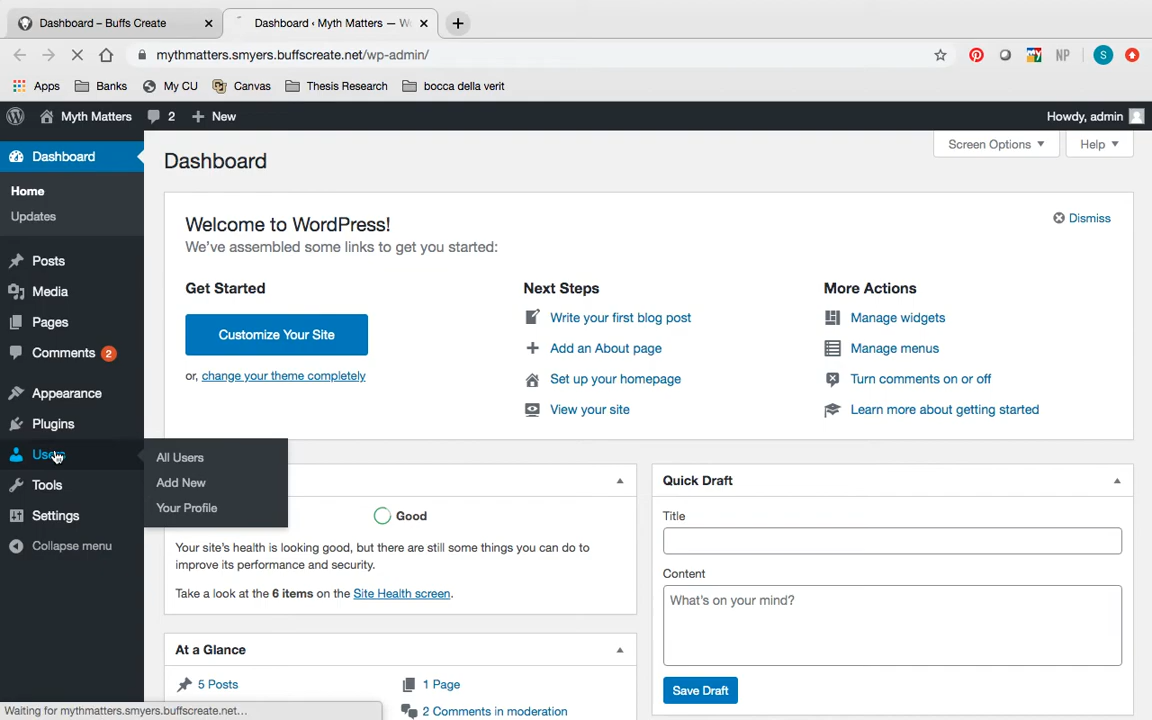 Dashboard – Buffs Create
Dashboard ‹ Myth Matters — W
mythmatters.smyers.buffscreate.net/wp-admin/
NP
S
Apps
Banks
My CU
Canvas
Thesis Research
bocca della verit
Myth Matters
2
New
Howdy, admin
Dashboard
Home
Updates
Posts
Media
Pages
Comments 2
Appearance
Plugins
Users
Tools
Settings
Collapse menu
All Users
Add New
Your Profile
Dashboard
Screen Options
Help
Welcome to WordPress!
We've assembled some links to get you started:
Dismiss
Get Started
Customize Your Site
or, change your theme completely
Next Steps
Write your first blog post
Add an About page
Set up your homepage
View your site
More Actions
Manage widgets
Manage menus
Turn comments on or off
Learn more about getting started
Good
Your site's health is looking good, but there are still some things you can do to
improve its performance and security.
Take a look at the 6 items on the Site Health screen.
At a Glance
5 Posts
1 Page
2 Comments in moderation
Quick Draft
Title
Content
What's on your mind?
Save Draft
Waiting for mythmatters.smyers.buffscreate.net...